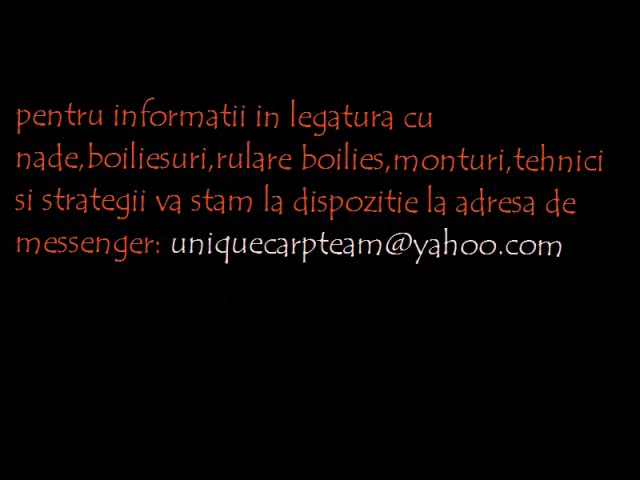 pentru informatii in legatura cu
nade,boiliesuri,rulare boilies,monturi,tehnici
si strategii va stam la dispozitie la adresa de
messenger: uniquecarpteam@yahoo.com